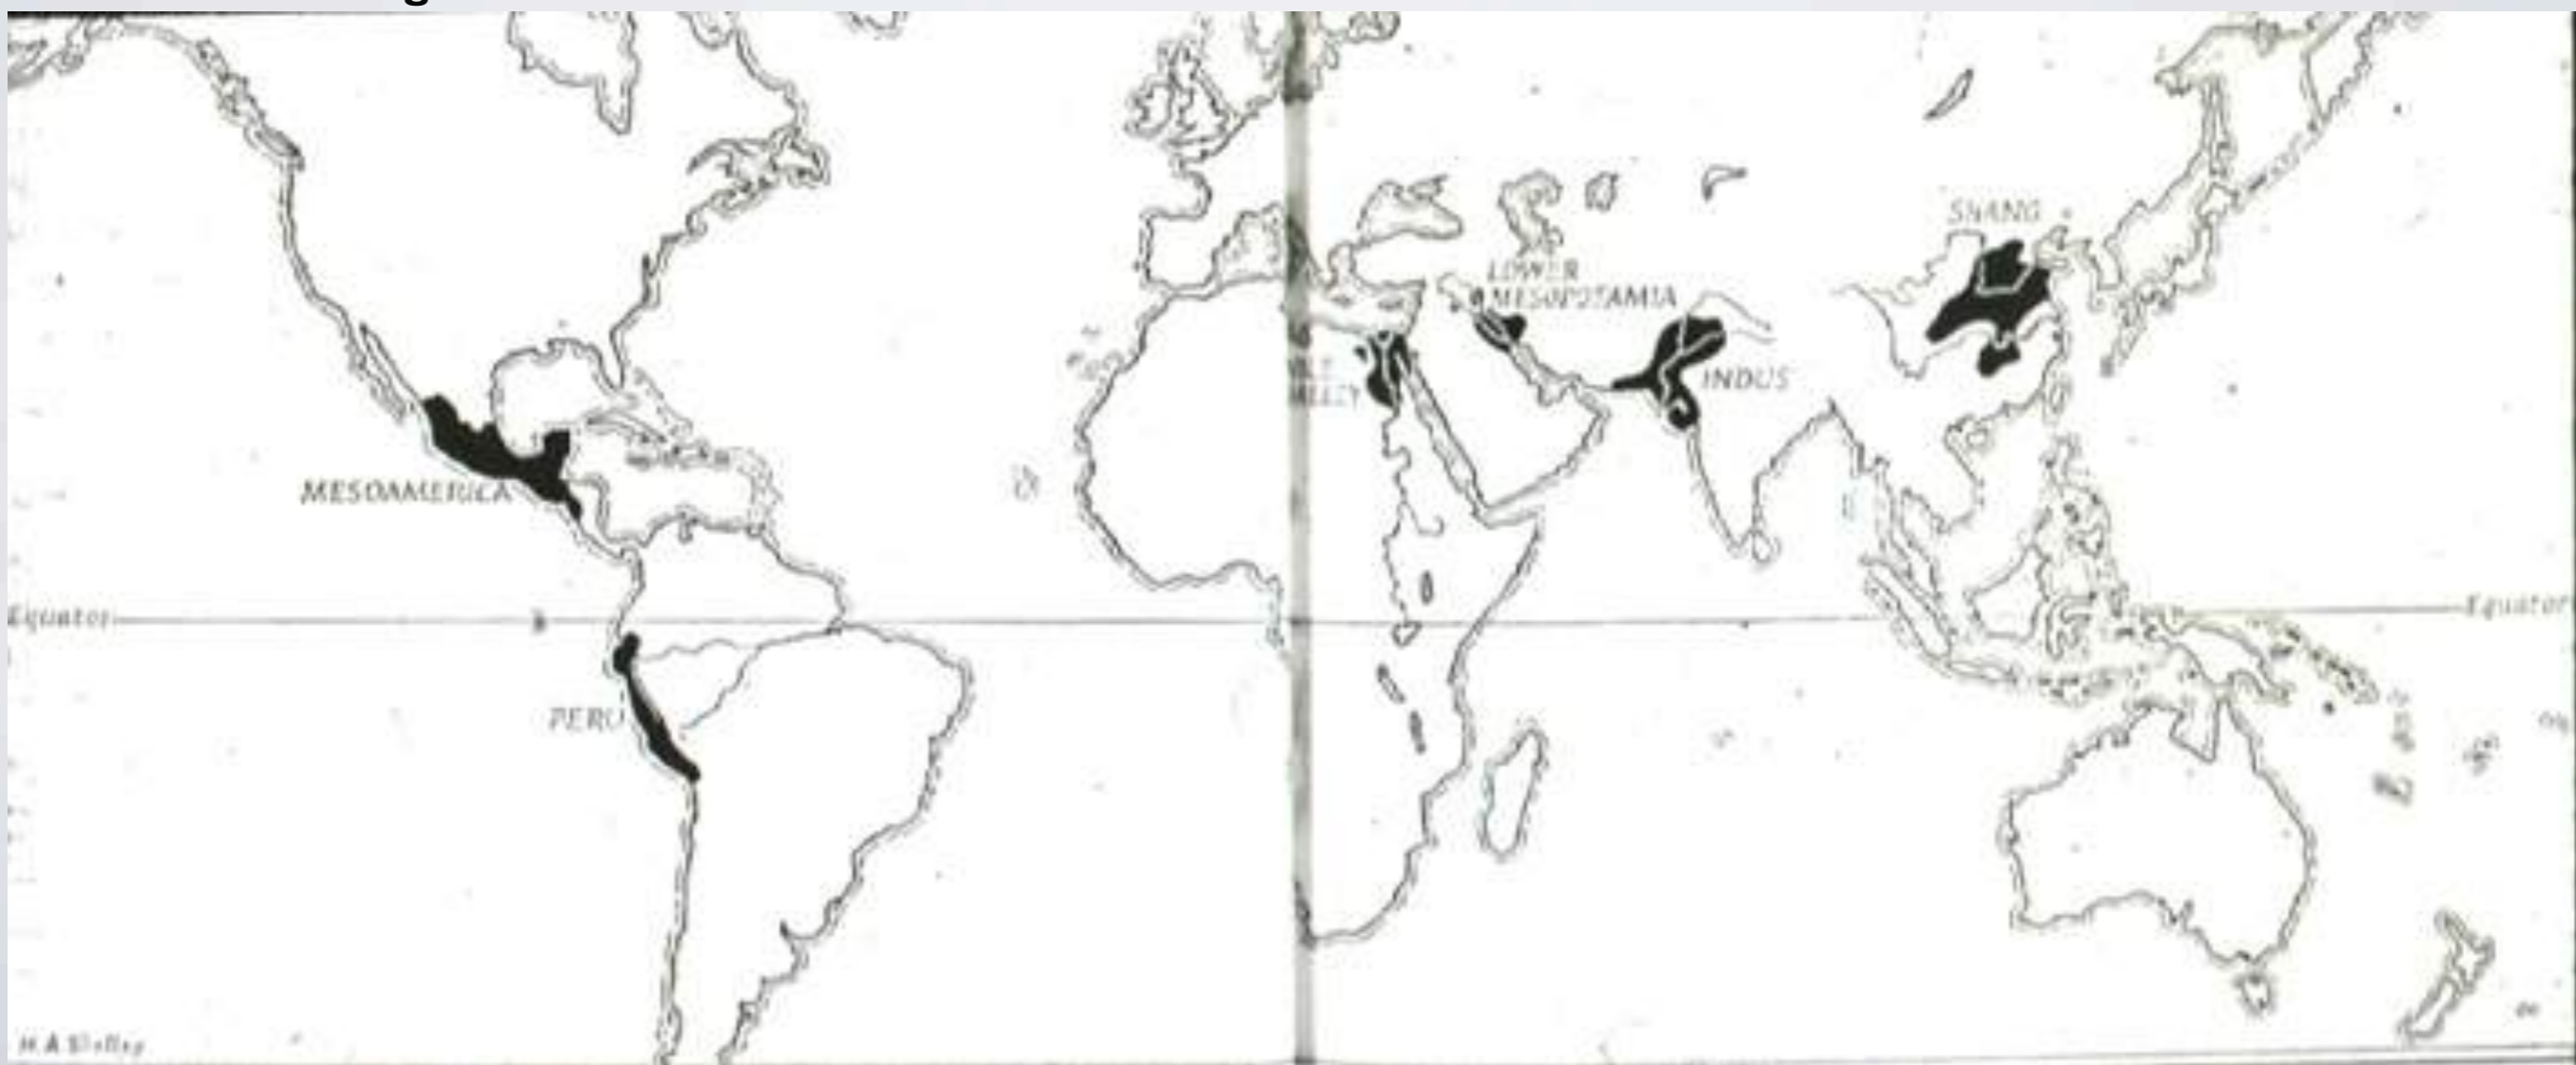 SHANG
LOWER
MESOPOTAMIA
INDUS
MESOAMERICA
Equator
Equator
PERU